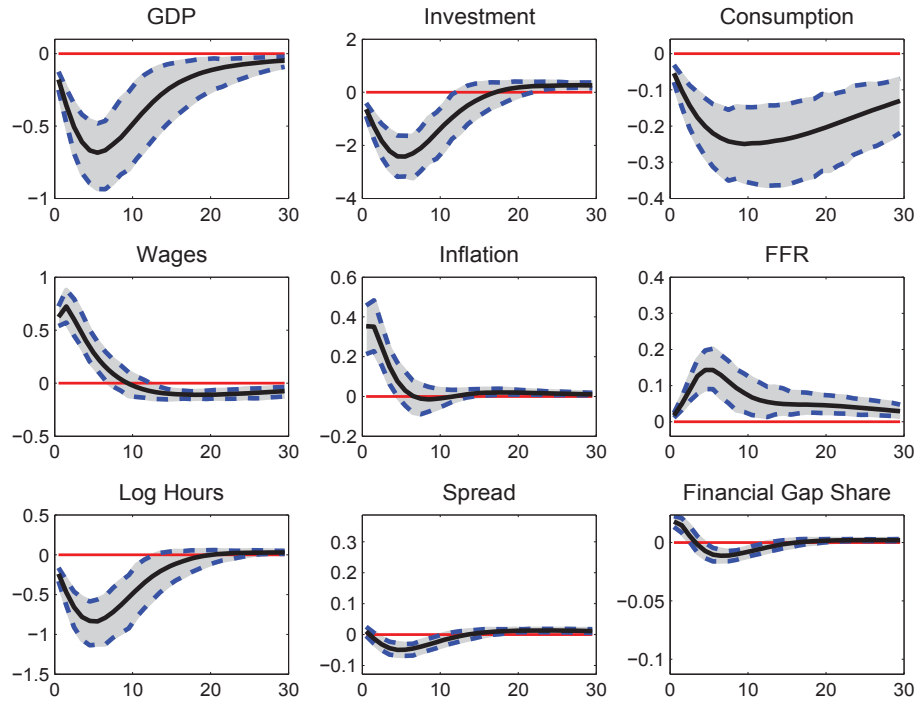 GDP Investment Consumption
0 2 0
−0.1
0
−0.5 −0.2
−2
−0.3
−1 −4 −0.4
0 10 20 30 0 10 20 30 0 10 20 30
Wages Inflation FFR
1 0.6 0.4
0.3
0.5 0.4
0.2
0.2
0 0.1
0
0
−0.5 −0.2
0 10 20 30 0 10 20 30 0 10 20 30
Log Hours Spread Financial Gap Share
0.5
0.3 0
0
0.2
−0.5 −0.05
0.1
−1 0
−0.1
−1.5 −0.1
0 10 20 30 0 10 20 30 0 10 20 30